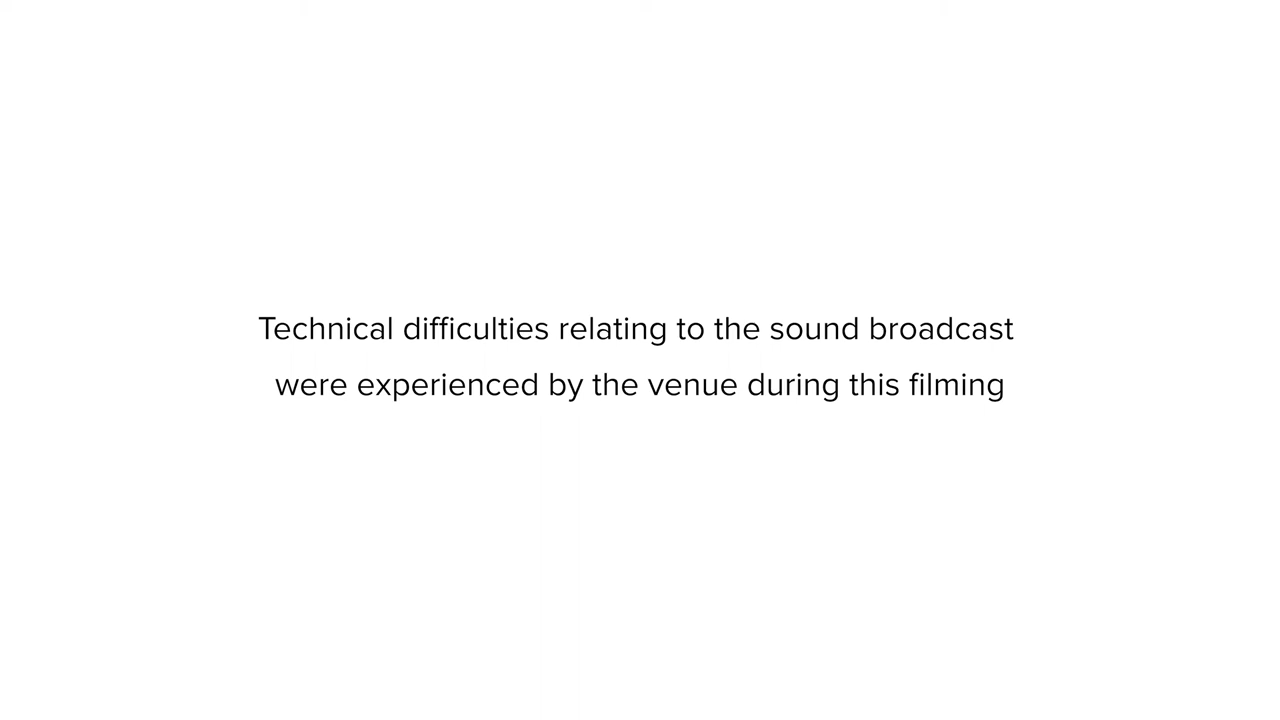 Technical difficulties relating to the sound broadcast
were experienced by the venue during this filming